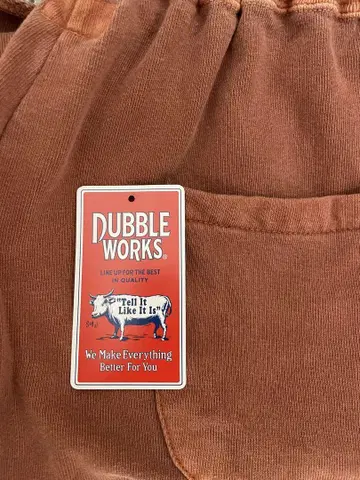 DUBBLE
WORKS®
LINE UP FOR THE BEST
IN QUALITY
"Tell It
Like It Is"
We Make Everything
Better For You